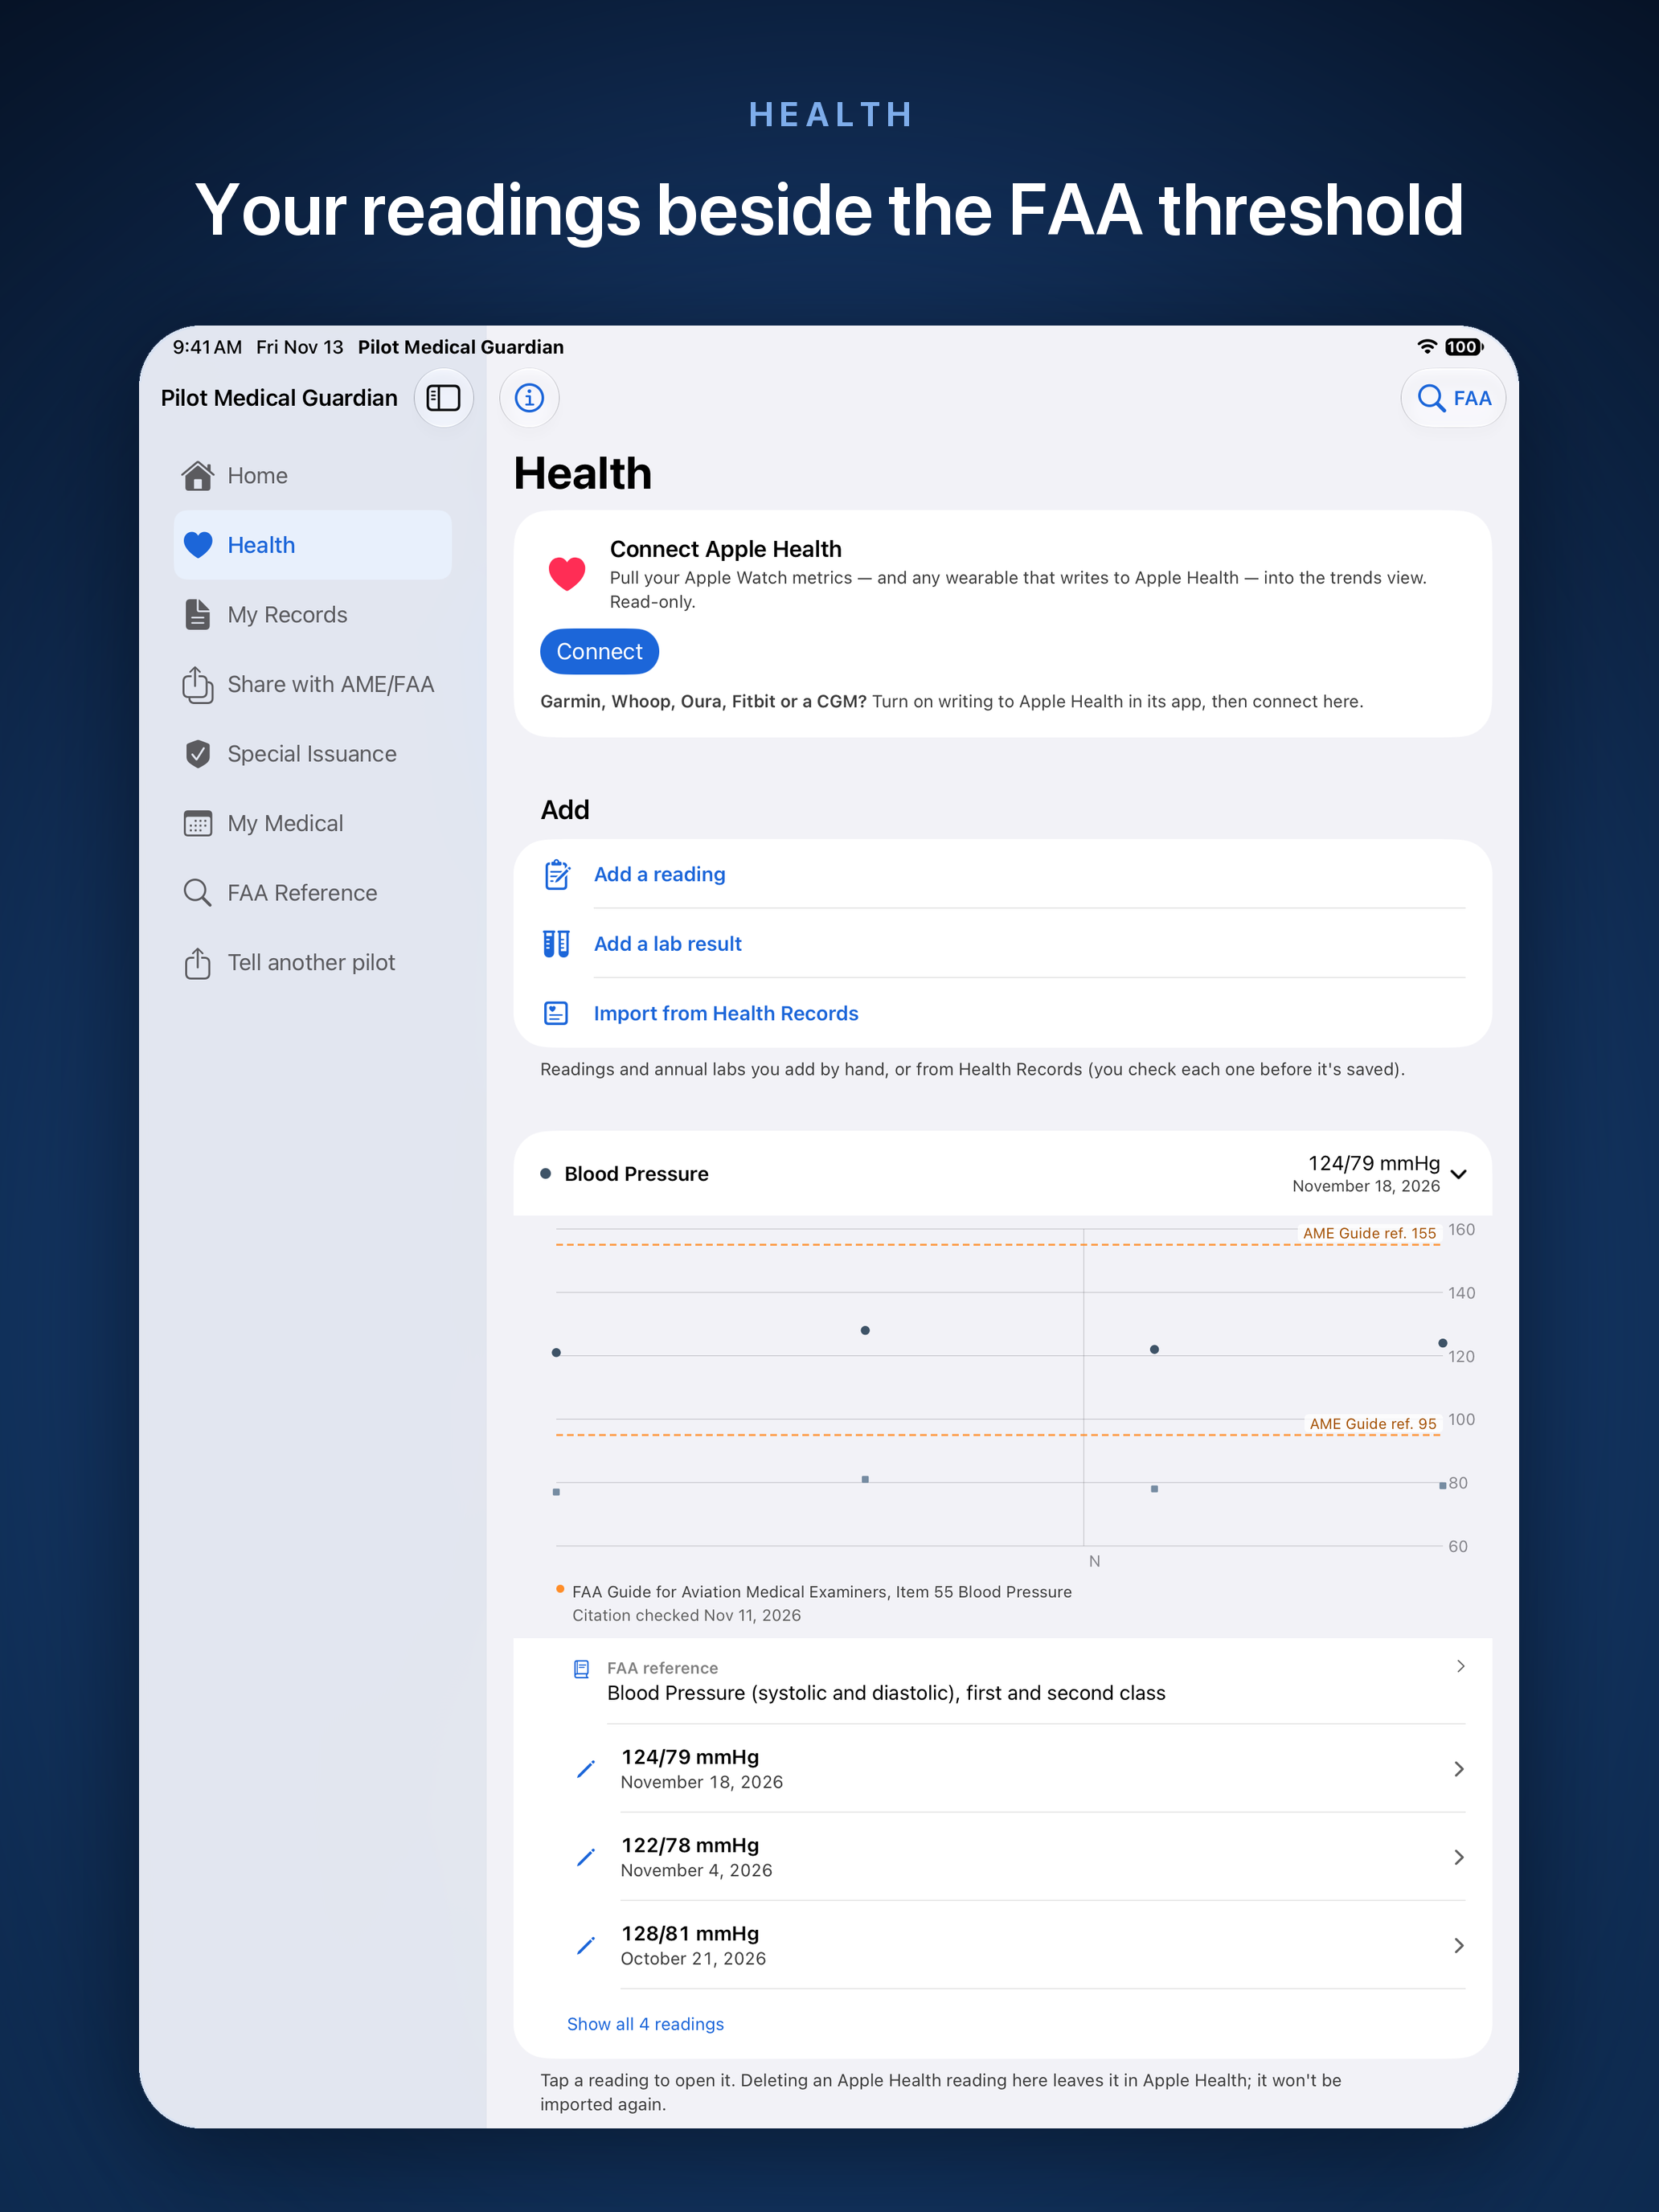 HEALTH
Your readings beside the FAA threshold
9:41 AM Fri Nov 13 Pilot Medical Guardian
100
Pilot Medical Guardian
FAA
Home
Health
My Records
Share with AME/FAA
Special Issuance
My Medical
FAA Reference
Tell another pilot
Health
Connect Apple Health
Pull your Apple Watch metrics — and any wearable that writes to Apple Health — into the trends view.
Read-only.
Connect
Garmin, Whoop, Oura, Fitbit or a CGM? Turn on writing to Apple Health in its app, then connect here.
Add
Add a reading
Add a lab result
Import from Health Records
Readings and annual labs you add by hand, or from Health Records (you check each one before it's saved).
Blood Pressure
124/79 mmHg
November 18, 2026
AME Guide ref. 155
160
140
120
AME Guide ref. 95
100
80
60
N
FAA Guide for Aviation Medical Examiners, Item 55 Blood Pressure
Citation checked Nov 11, 2026
FAA reference
Blood Pressure (systolic and diastolic), first and second class
124/79 mmHg
November 18, 2026
122/78 mmHg
November 4, 2026
128/81 mmHg
October 21, 2026
Show all 4 readings
Tap a reading to open it. Deleting an Apple Health reading here leaves it in Apple Health; it won't be
imported again.